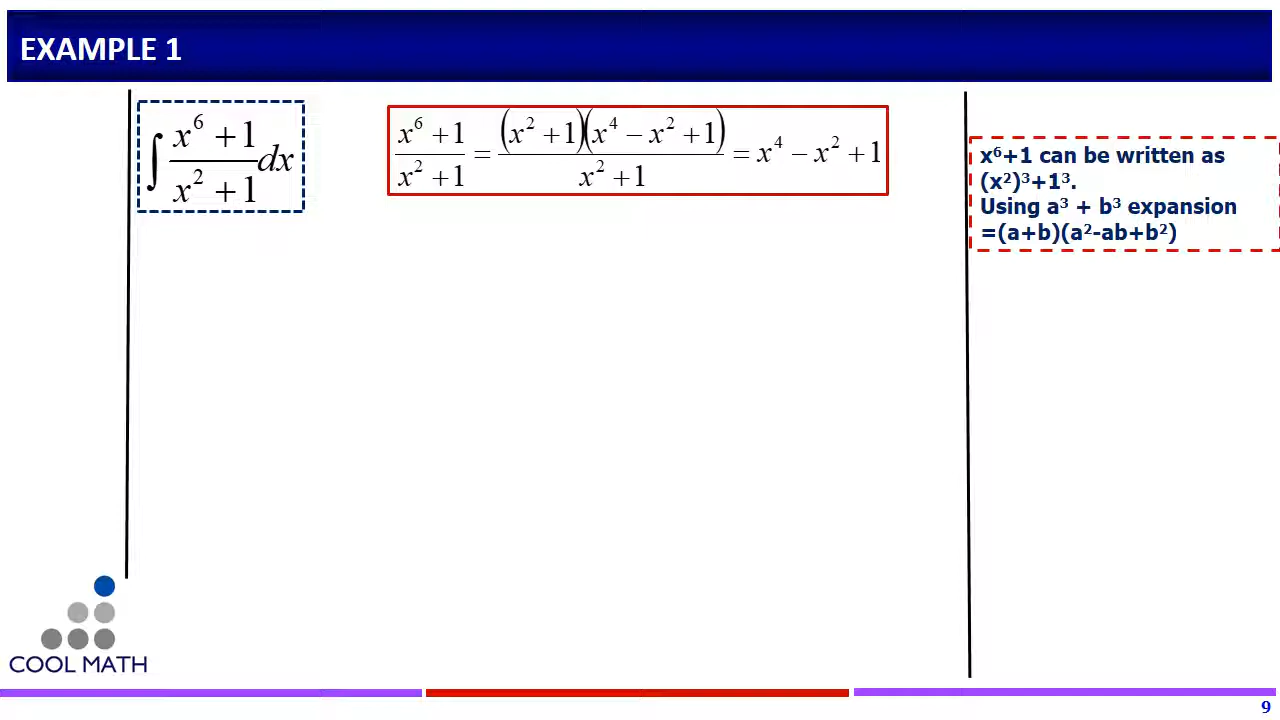 EXAMPLE 1
∫ (x⁶ + 1)/(x² + 1) dx
(x⁶ + 1)/(x² + 1) = (x² + 1)(x⁴ − x² + 1)/(x² + 1) = x⁴ − x² + 1
x⁶+1 can be written as
(x²)³+1³.
Using a³ + b³ expansion
=(a+b)(a²-ab+b²)
COOL MATH
9